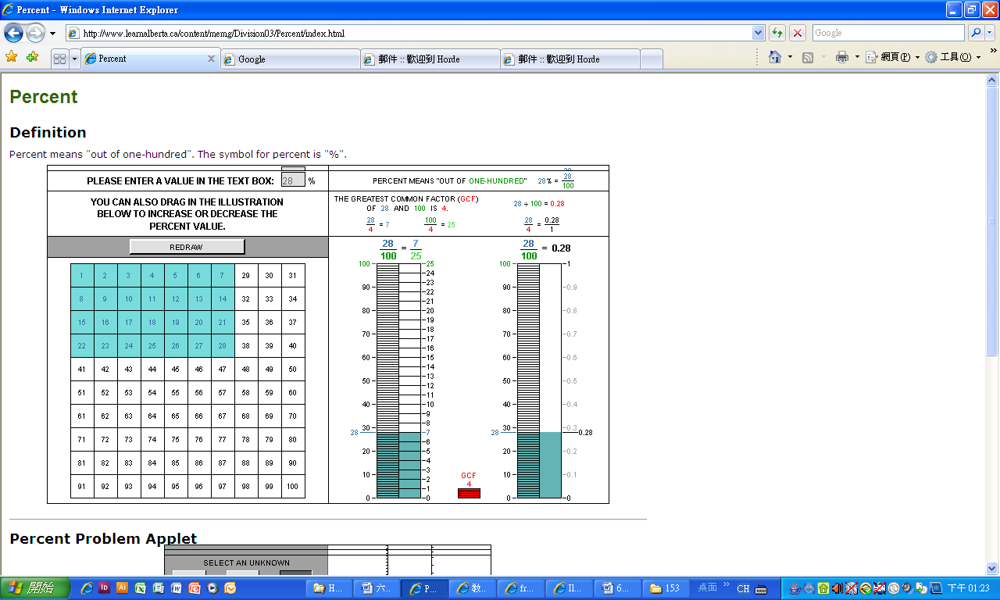 Percent - Windows Internet Explorer
http://www.learnalberta.ca/content/memg/Division03/Percent/index.html
Google
Percent
Google
郵件 :: 歡迎到 Horde
郵件 :: 歡迎到 Horde
網頁(P)
工具(O)
Percent
Definition
Percent means "out of one-hundred". The symbol for percent is "%".
PLEASE ENTER A VALUE IN THE TEXT BOX: 28 %
YOU CAN ALSO DRAG IN THE ILLUSTRATION
BELOW TO INCREASE OR DECREASE THE
PERCENT VALUE.
REDRAW
1 2 3 4 5 6 7 29 30 31
8 9 10 11 12 13 14 32 33 34
15 16 17 18 19 20 21 35 36 37
22 23 24 25 26 27 28 38 39 40
41 42 43 44 45 46 47 48 49 50
51 52 53 54 55 56 57 58 59 60
61 62 63 64 65 66 67 68 69 70
71 72 73 74 75 76 77 78 79 80
81 82 83 84 85 86 87 88 89 90
91 92 93 94 95 96 97 98 99 100
PERCENT MEANS "OUT OF ONE-HUNDRED" 28% = 28/100
THE GREATEST COMMON FACTOR (GCF)
OF 28 AND 100 IS 4.
28/4 = 7 100/4 = 25
28 ÷ 100 = 0.28
28/4 = 0.28/1
28/100 = 7/25
100
90
80
70
60
50
40
30
28
20
10
0
25
24
23
22
21
20
19
18
17
16
15
14
13
12
11
10
9
8
7
6
5
4
3
2
1
0
GCF
4
28/100 = 0.28
100
90
80
70
60
50
40
30
28
20
10
0
1
0.9
0.8
0.7
0.6
0.5
0.4
0.3
0.28
0.2
0.1
0
Percent Problem Applet
SELECT AN UNKNOWN
開始
H...
六...
P...
教...
fr...
Il...
6...
153
桌面
CH
下午 01:23